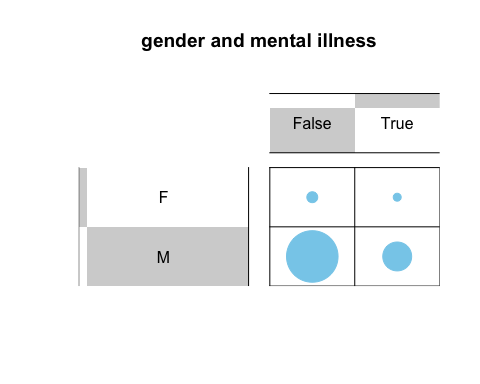 gender and mental illness
False True
F
M